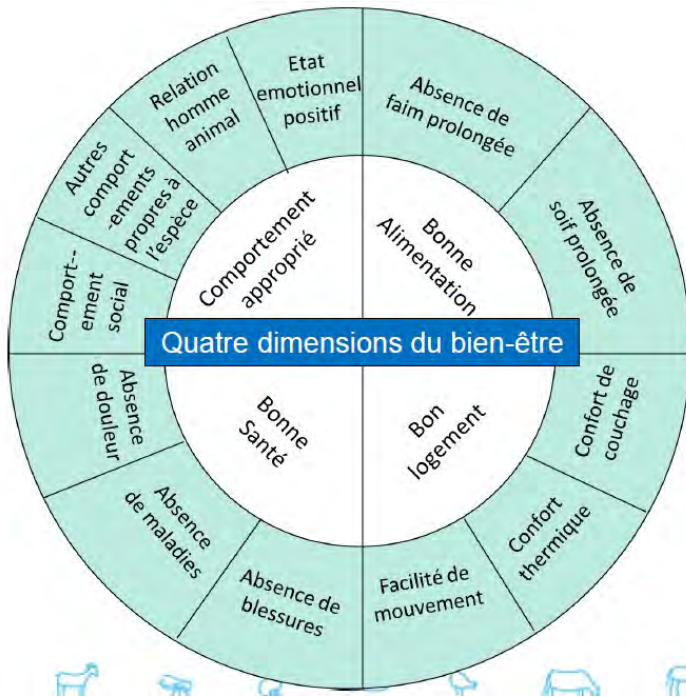 Etat
emotionnel
positif
Absence de
faim prolongée
Absence de
soif prolongée
Confort de
couchage
Confort
thermique
Facilité de
mouvement
Absence de
blessures
Absence
de maladies
Absence
de douleur
Comport--
ement
social
Autres
comport
-ements
propres à
l'espèce
Relation
homme
animal
Comportement
approprié
Bonne
Alimentation
Quatre dimensions du bien-être
Bonne
Santé
Bon
logement